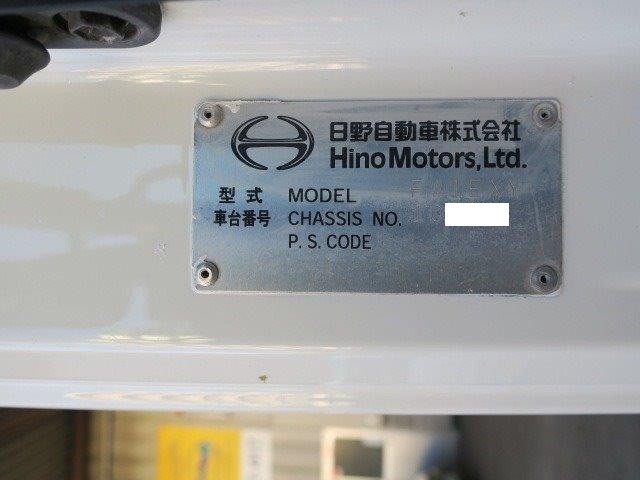 日野自動車株式会社
Hino Motors, Ltd.
型式 MODEL
車台番号 CHASSIS NO. 10
P.S. CODE